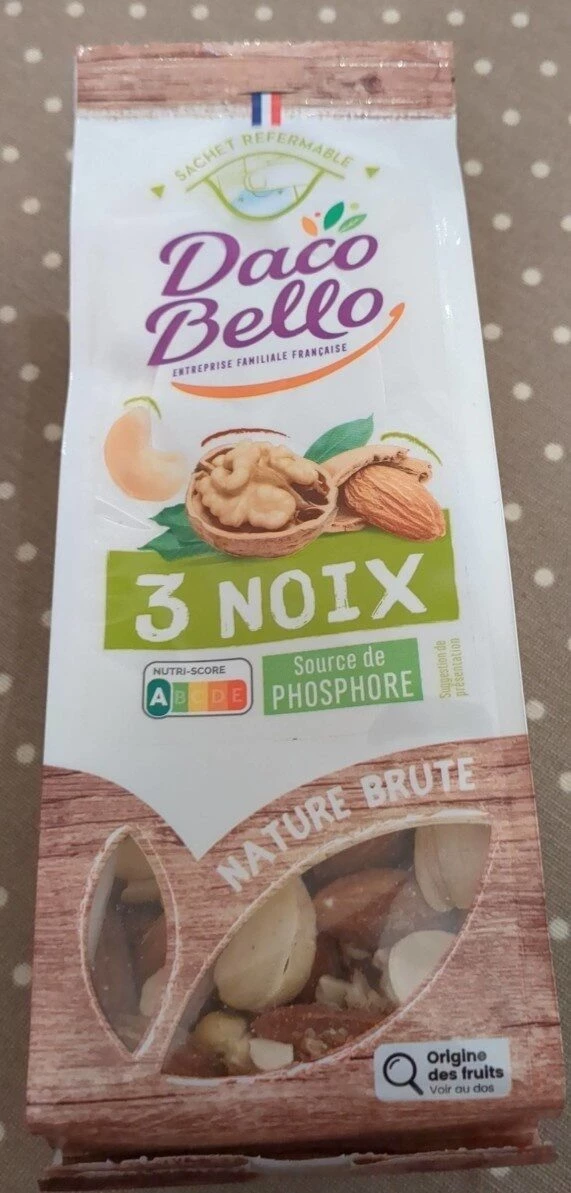 SACHET REFERMABLE
Daco
Bello
ENTREPRISE FAMILIALE FRANÇAISE
3 NOIX
NUTRI-SCORE
A B C D E
Source de
PHOSPHORE
Suggestion de
présentation
NATURE BRUTE
Origine
des fruits
Voir au dos